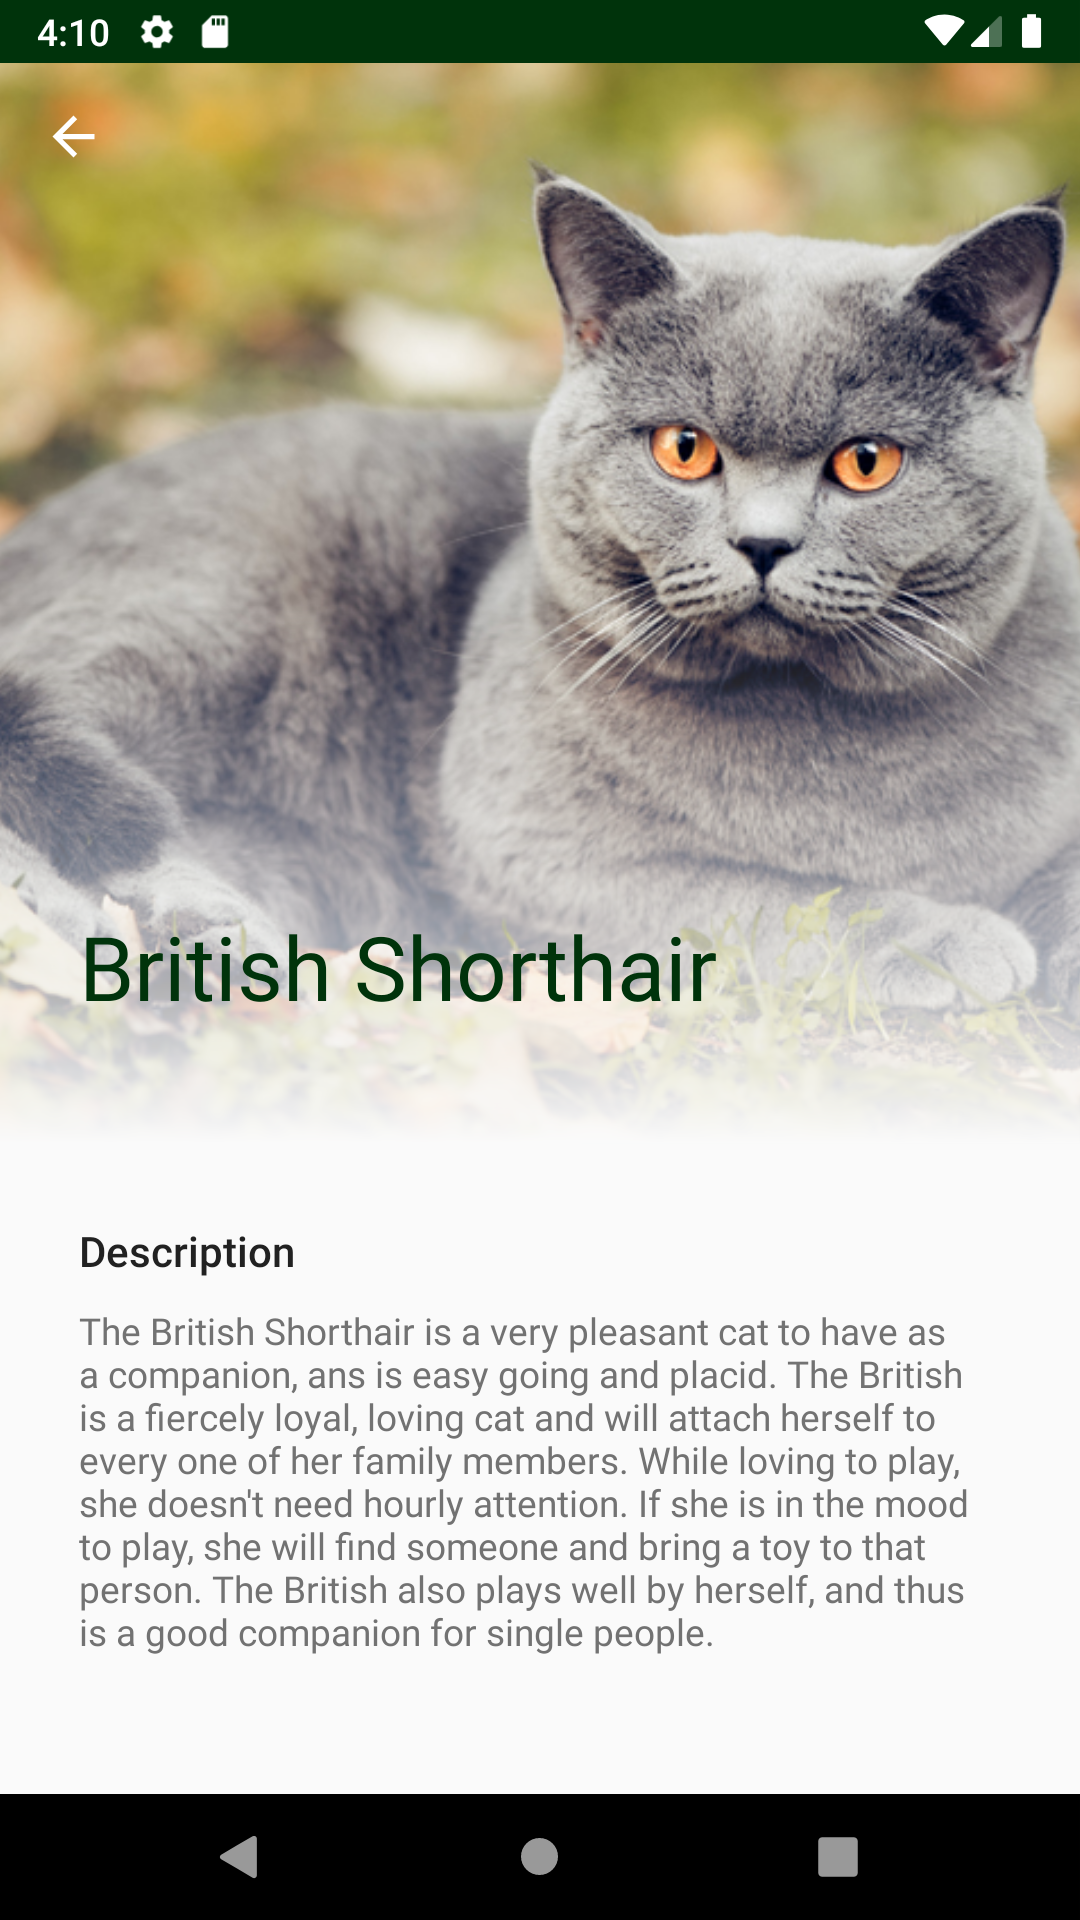 4:10
British Shorthair
Description
The British Shorthair is a very pleasant cat to have as
a companion, ans is easy going and placid. The British
is a fiercely loyal, loving cat and will attach herself to
every one of her family members. While loving to play,
she doesn't need hourly attention. If she is in the mood
to play, she will find someone and bring a toy to that
person. The British also plays well by herself, and thus
is a good companion for single people.